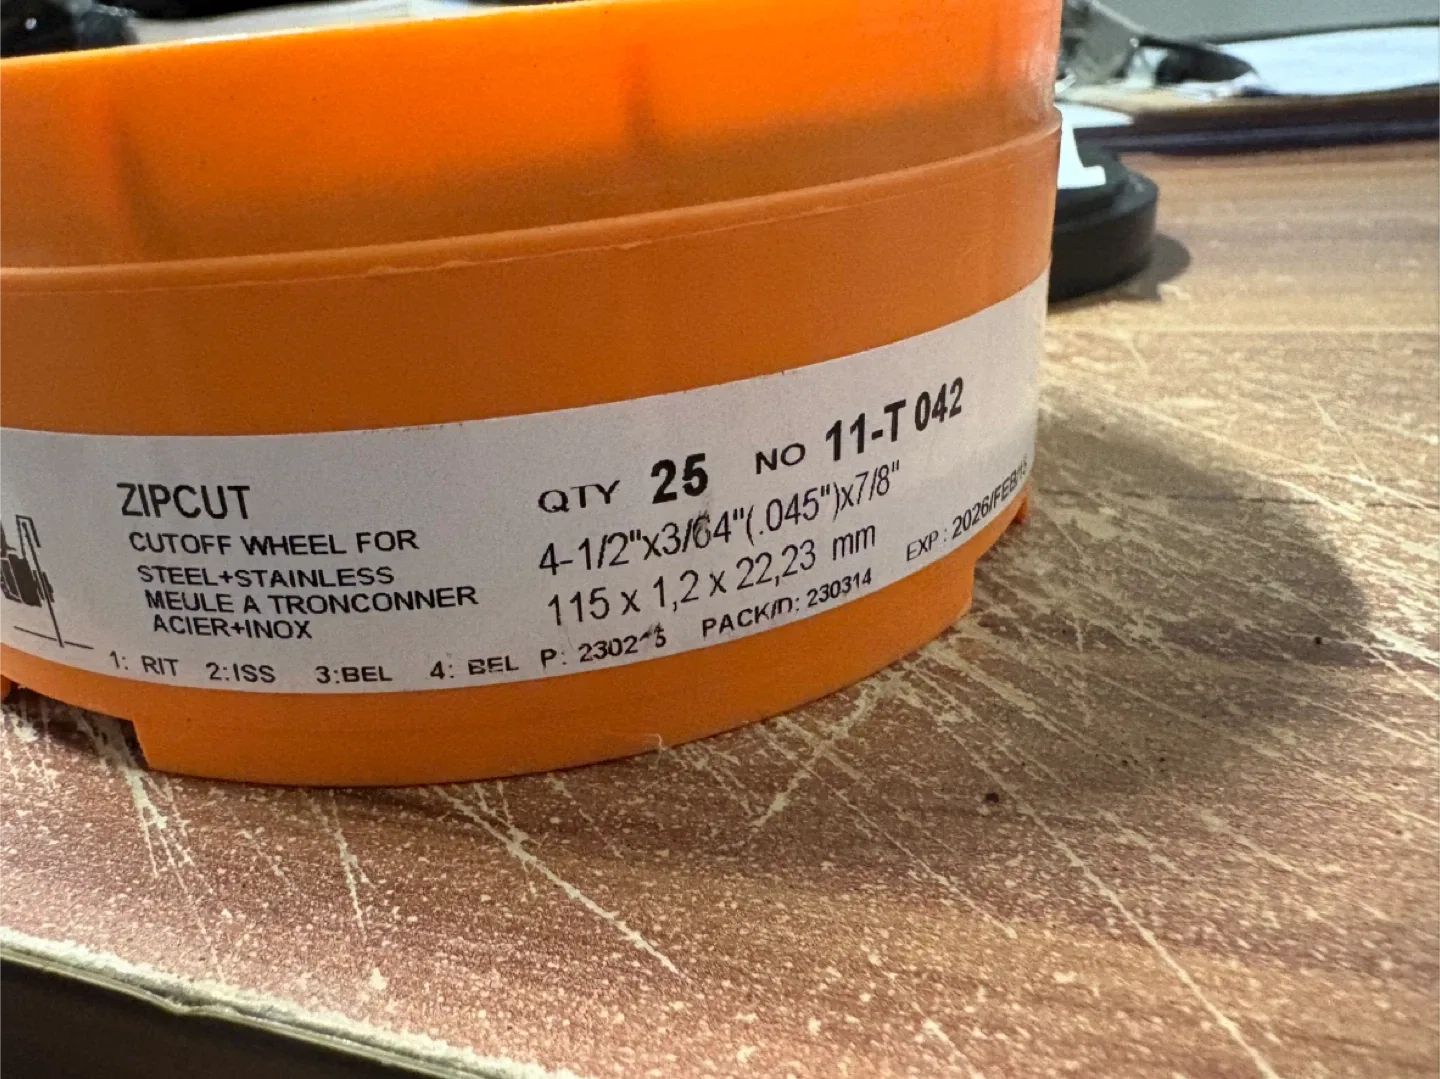 ZIPCUT
CUTOFF WHEEL FOR
STEEL+STAINLESS
MEULE A TRONCONNER
ACIER+INOX
1: RIT 2:ISS 3:BEL 4: BEL
QTY 25 NO 11-T 042
4-1/2"x3/64"(.045")x7/8"
115 x 1,2 x 22,23 mm
P: PACK/D: 230314 EXP: 2026/FEB/15